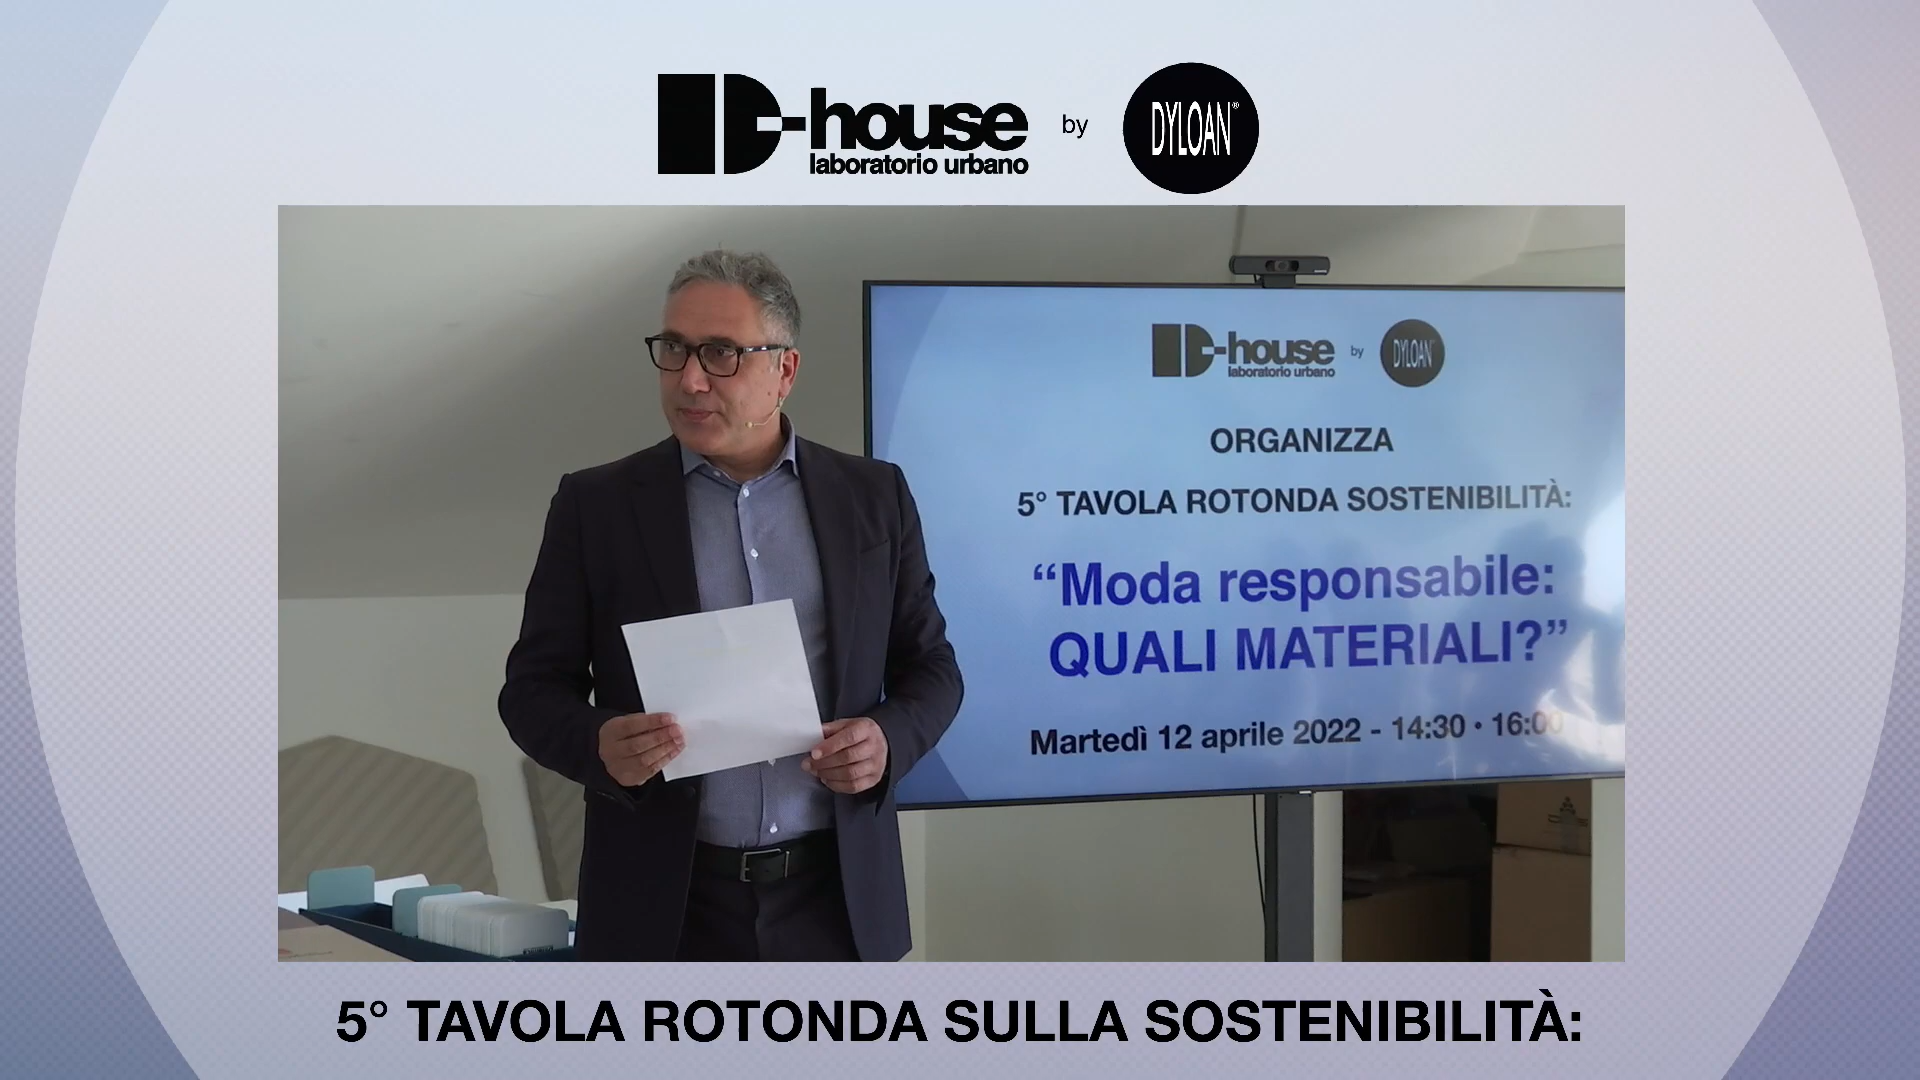 D-house
laboratorio urbano
by
DYLOAN®
D-house
laboratorio urbano
by
DYLOAN
ORGANIZZA
5° TAVOLA ROTONDA SOSTENIBILITÀ:
“Moda responsabile:
QUALI MATERIALI?”
Martedì 12 aprile 2022 - 14:30 • 16:00
5° TAVOLA ROTONDA SULLA SOSTENIBILITÀ: